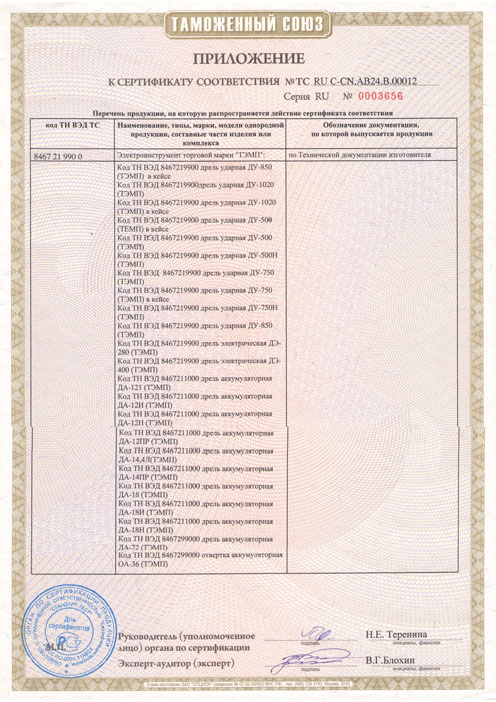 ТАМОЖЕННЫЙ СОЮЗ
ПРИЛОЖЕНИЕ
К СЕРТИФИКАТУ СООТВЕТСТВИЯ № ТС RU C-CN.АВ24.В.00012
Серия RU № 0003656
Перечень продукции, на которую распространяется действие сертификата соответствия
код ТН ВЭД ТС
Наименование, типы, марки, модели однородной
продукции, составные части изделия или
комплекса
Обозначение документации,
по которой выпускается продукция
8467 21 990 0
Электроинструмент торговой марки "ТЭМП":
по Технической документации изготовителя
Код ТН ВЭД 8467219900 дрель ударная ДУ-850
(ТЭМП) в кейсе
Код ТН ВЭД 8467219900дрель ударная ДУ-1020
(ТЭМП)
Код ТН ВЭД 8467219900 дрель ударная ДУ-1020
(ТЭМП) в кейсе
Код ТН ВЭД 8467219900 дрель ударная ДУ-500
(ТЕМП) в кейсе
Код ТН ВЭД 8467219900 дрель ударная ДУ-500
(ТЭМП)
Код ТН ВЭД 8467219900 дрель ударная ДУ-500Н
(ТЭМП)
Код ТН ВЭД 8467219900 дрель ударная ДУ-750
(ТЭМП)
Код ТН ВЭД 8467219900 дрель ударная ДУ-750
(ТЭМП) в кейсе
Код ТН ВЭД 8467219900 дрель ударная ДУ-750Н
(ТЭМП)
Код ТН ВЭД 8467219900 дрель ударная ДУ-850
(ТЭМП)
Код ТН ВЭД 8467219900 дрель электрическая ДЭ-
280 (ТЭМП)
Код ТН ВЭД 8467219900 дрель электрическая ДЭ-
400 (ТЭМП)
Код ТН ВЭД 8467211000 дрель аккумуляторная
ДА-121 (ТЭМП)
Код ТН ВЭД 8467211000 дрель аккумуляторная
ДА-12И (ТЭМП)
Код ТН ВЭД 8467211000 дрель аккумуляторная
ДА-12Н (ТЭМП)
Код ТН ВЭД 8467211000 дрель аккумуляторная
ДА-12ПР (ТЭМП)
Код ТН ВЭД 8467211000 дрель аккумуляторная
ДА-14,4Л(ТЭМП)
Код ТН ВЭД 8467211000 дрель аккумуляторная
ДА-14ПР (ТЭМП)
Код ТН ВЭД 8467211000 дрель аккумуляторная
ДА-18 (ТЭМП)
Код ТН ВЭД 8467211000 дрель аккумуляторная
ДА-18И (ТЭМП)
Код ТН ВЭД 8467211000 дрель аккумуляторная
ДА-18Н (ТЭМП)
Код ТН ВЭД 8467299000 дрель аккумуляторная
ДА-72 (ТЭМП)
Код ТН ВЭД 8467299000 отвертка аккумуляторная
ОА-36 (ТЭМП)
Для
сертификатов
М.П.
Руководитель (уполномоченное
лицо) органа по сертификации
подпись
Н.Е. Теренина
инициалы, фамилия
Эксперт-аудитор (эксперт)
подпись
В.Г.Блохин
инициалы, фамилия